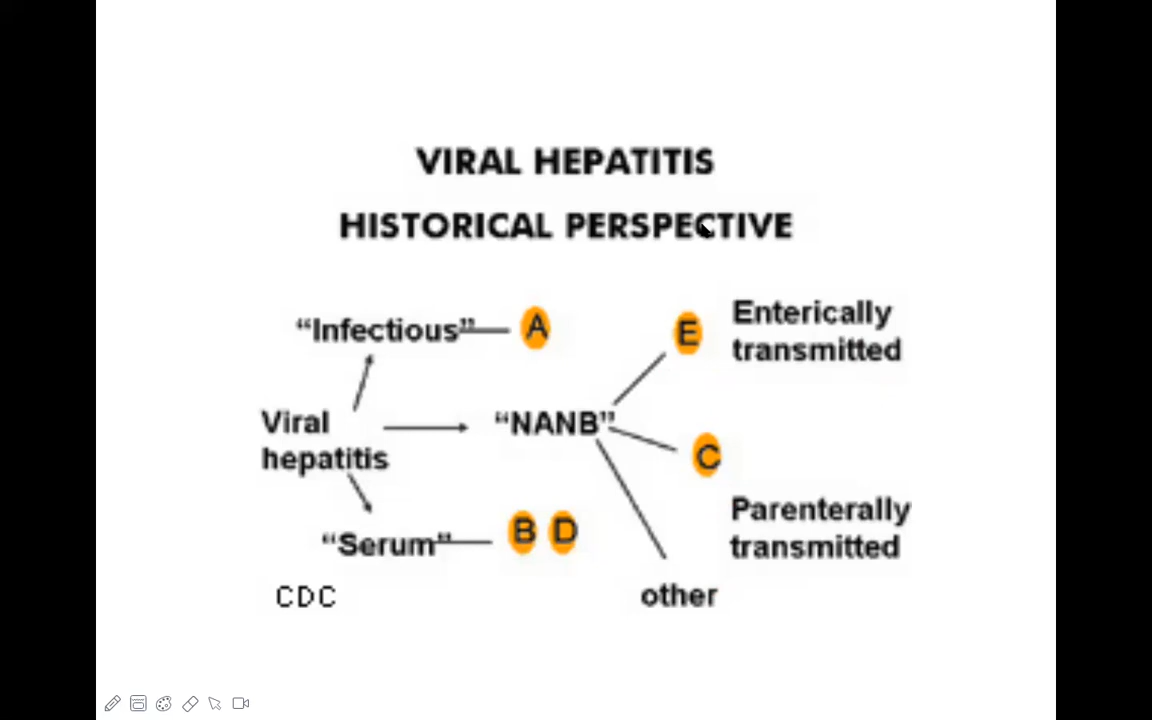 VIRAL HEPATITIS
HISTORICAL PERSPECTIVE
“Infectious”
A
E
Enterically
transmitted
Viral
hepatitis
“NANB”
C
“Serum”
B D
Parenterally
transmitted
CDC
other